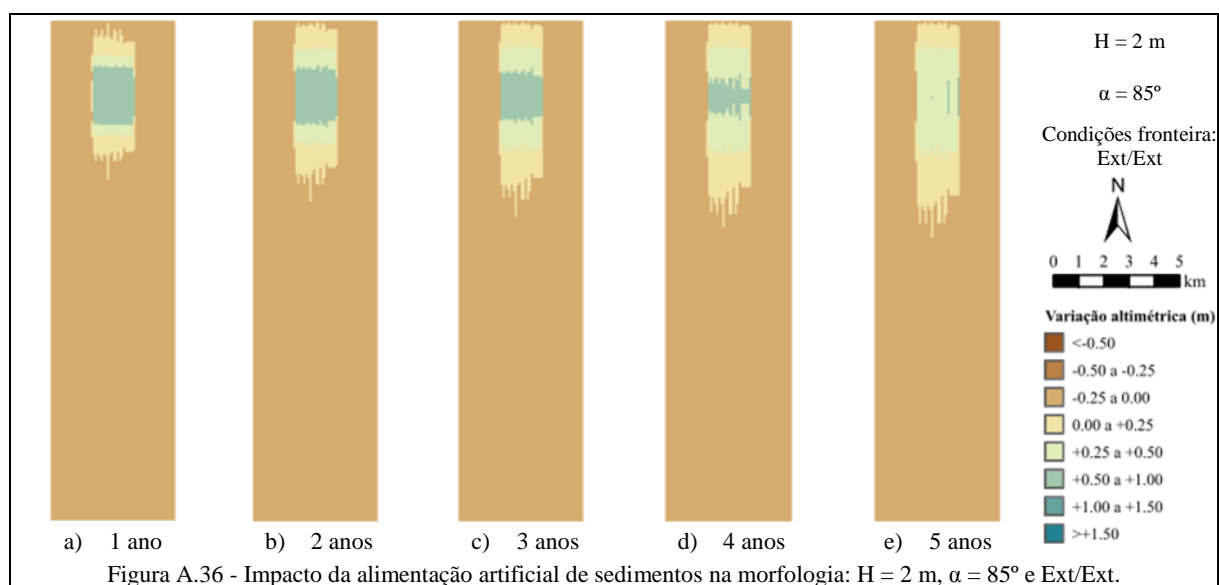 H = 2 m
α = 85º
Condições fronteira:
Ext/Ext
N
0 1 2 3 4 5
km
Variação altimétrica (m)
<-0.50
-0.50 a -0.25
-0.25 a 0.00
0.00 a +0.25
+0.25 a +0.50
+0.50 a +1.00
+1.00 a +1.50
>+1.50
a) 1 ano
b) 2 anos
c) 3 anos
d) 4 anos
e) 5 anos
Figura A.36 - Impacto da alimentação artificial de sedimentos na morfologia: H = 2 m, α = 85º e Ext/Ext.